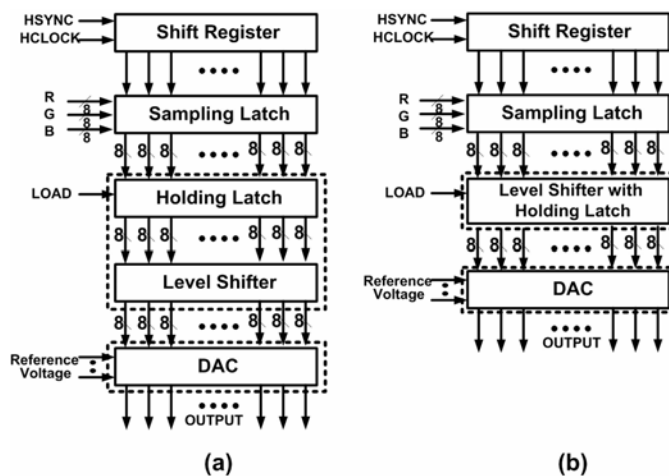 HSYNC
HCLOCK
Shift Register
R
G
B
8
8
8
Sampling Latch
8 8 8 8 8 8
LOAD
Holding Latch
8 8 8 8 8 8
Level Shifter
8 8 8 8 8 8
Reference
Voltage
DAC
OUTPUT
(a)
HSYNC
HCLOCK
Shift Register
R
G
B
8
8
8
Sampling Latch
8 8 8 8 8 8
LOAD
Level Shifter with
Holding Latch
8 8 8 8 8 8
Reference
Voltage
DAC
OUTPUT
(b)